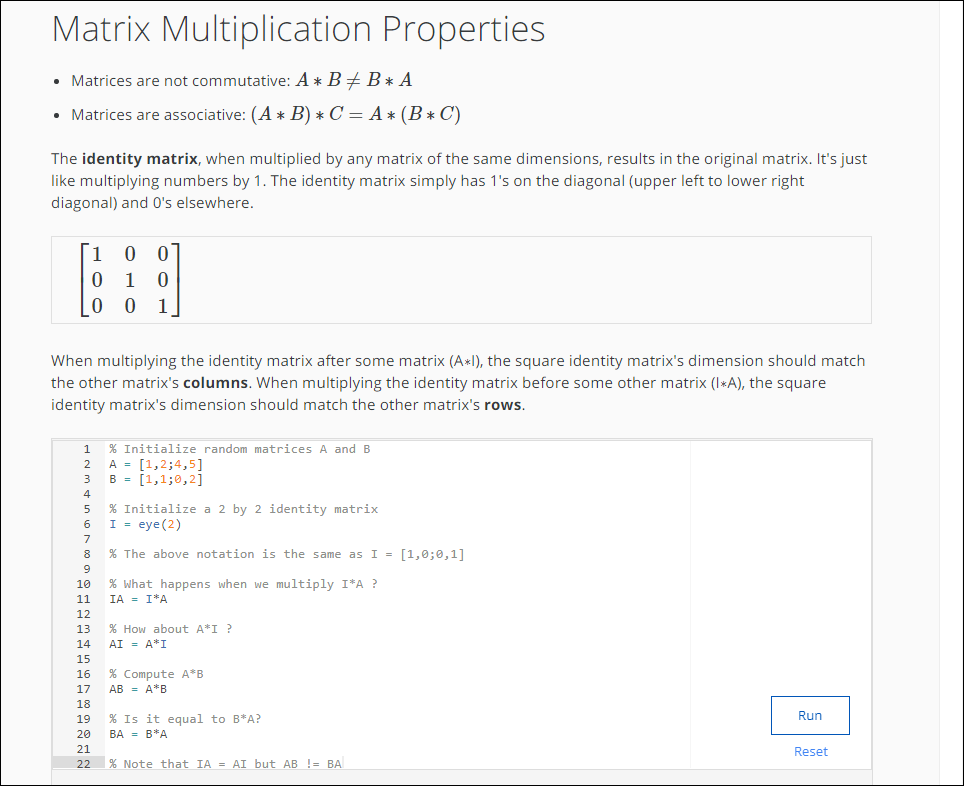 Matrix Multiplication Properties
• Matrices are not commutative: A ∗ B ≠ B ∗ A
• Matrices are associative: (A ∗ B) ∗ C = A ∗ (B ∗ C)
The identity matrix, when multiplied by any matrix of the same dimensions, results in the original matrix. It's just
like multiplying numbers by 1. The identity matrix simply has 1's on the diagonal (upper left to lower right
diagonal) and 0's elsewhere.
1 0 0
0 1 0
0 0 1
When multiplying the identity matrix after some matrix (A∗I), the square identity matrix's dimension should match
the other matrix's columns. When multiplying the identity matrix before some other matrix (I∗A), the square
identity matrix's dimension should match the other matrix's rows.
1 % Initialize random matrices A and B
2 A = [1,2;4,5]
3 B = [1,1;0,2]
4
5 % Initialize a 2 by 2 identity matrix
6 I = eye(2)
7
8 % The above notation is the same as I = [1,0;0,1]
9
10 % What happens when we multiply I*A ?
11 IA = I*A
12
13 % How about A*I ?
14 AI = A*I
15
16 % Compute A*B
17 AB = A*B
18
19 % Is it equal to B*A?
20 BA = B*A
21
22 % Note that IA = AI but AB != BA
Run
Reset